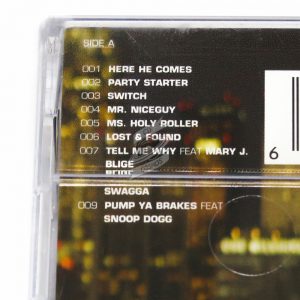 SIDE A
001 HERE HE COMES
002 PARTY STARTER
003 SWITCH
004 MR. NICEGUY
005 MS. HOLY ROLLER
006 LOST & FOUND
007 TELL ME WHY FEAT MARY J.
BLIGE
BLIGE
SWAGGA
009 PUMP YA BRAKES FEAT
SNOOP DOGG
6